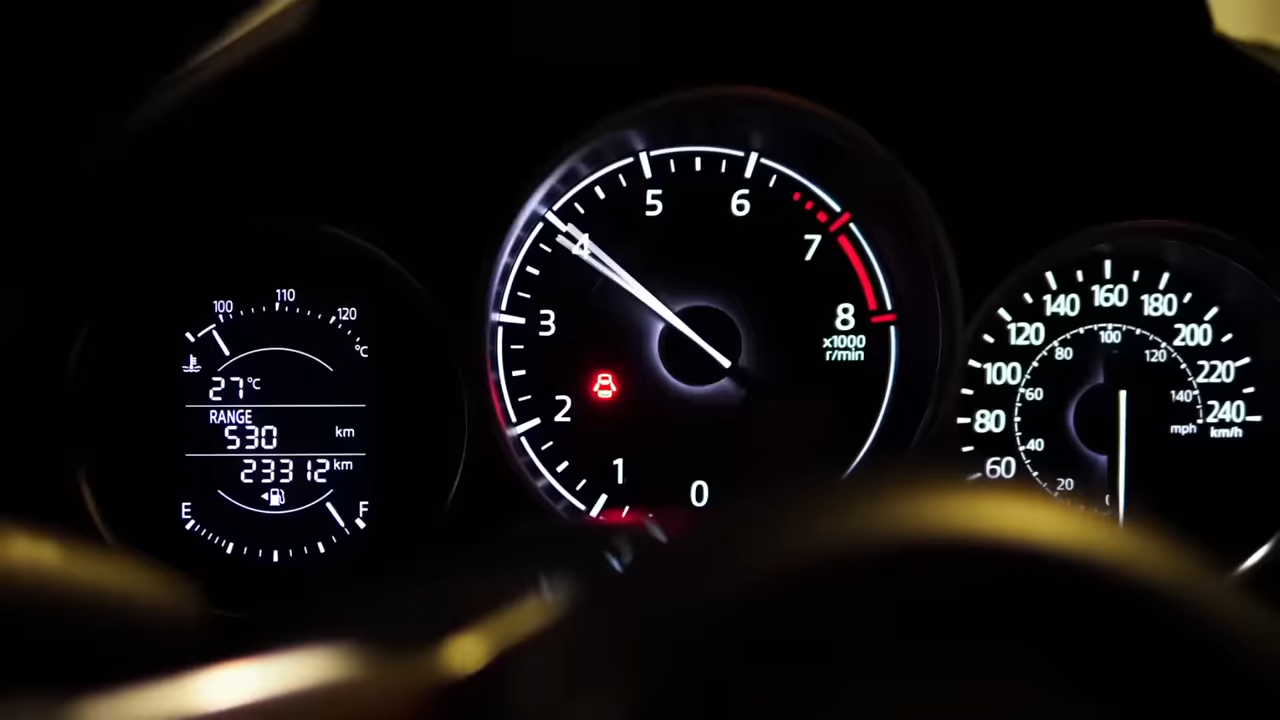 100 110 120
°C
27°C
RANGE
530 km
23312 km
E F
0 1 2 3 4 5 6 7 8
x1000
r/min
60 80 100 120 140 160 180 200 220 240
km/h
20 40 60 80 100 120 140
mph